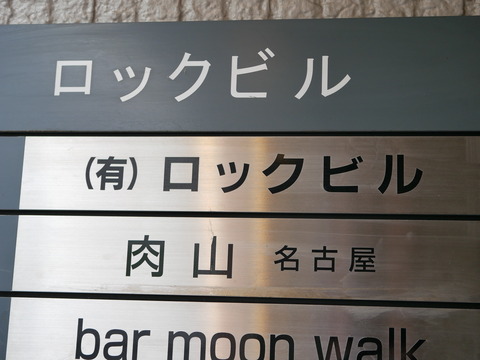 ロックビル
(有)ロックビル
肉山 名古屋
bar moon walk